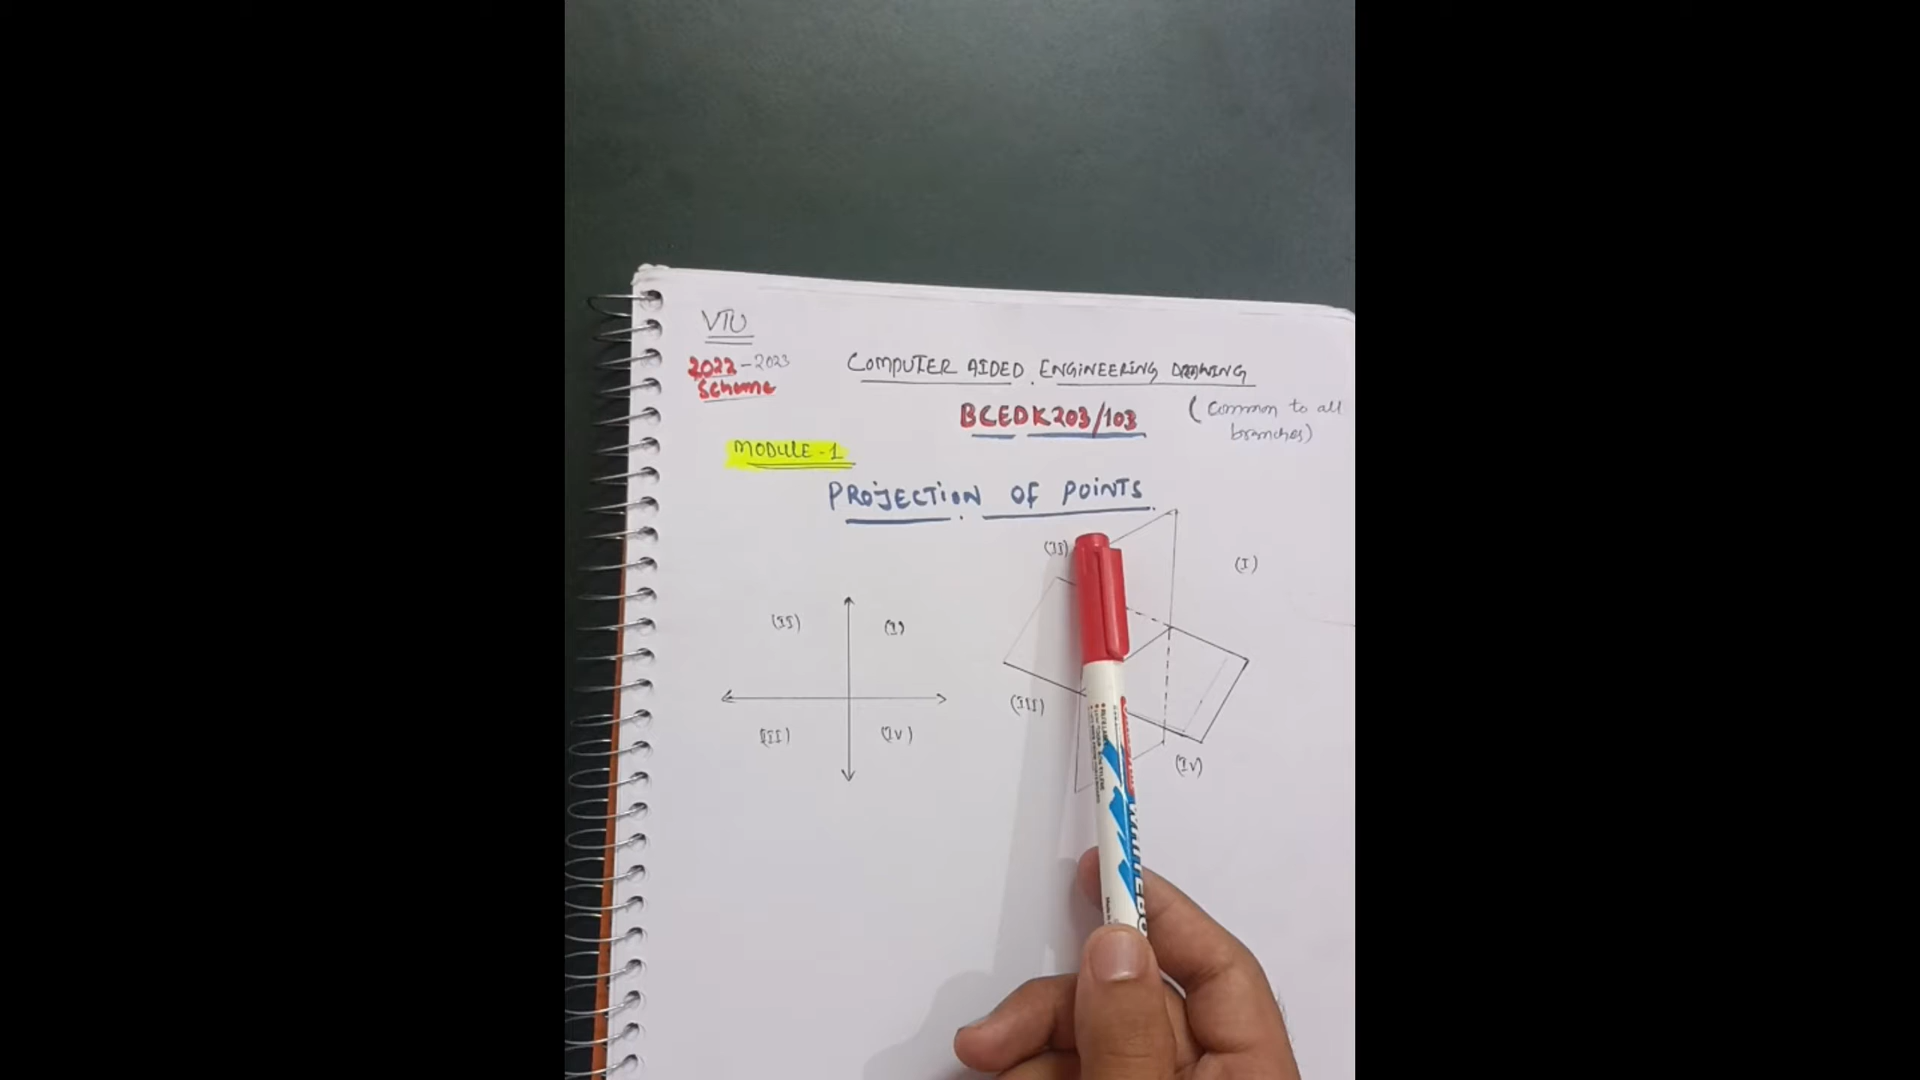 VTU
2022-2023
Scheme
COMPUTER AIDED ENGINEERING DRAWING
BCEDK203/103
(Common to all
branches)
MODULE-1
PROJECTION OF POINTS
(II)
(I)
(II)
(I)
(III)
(III)
(IV)
(IV)